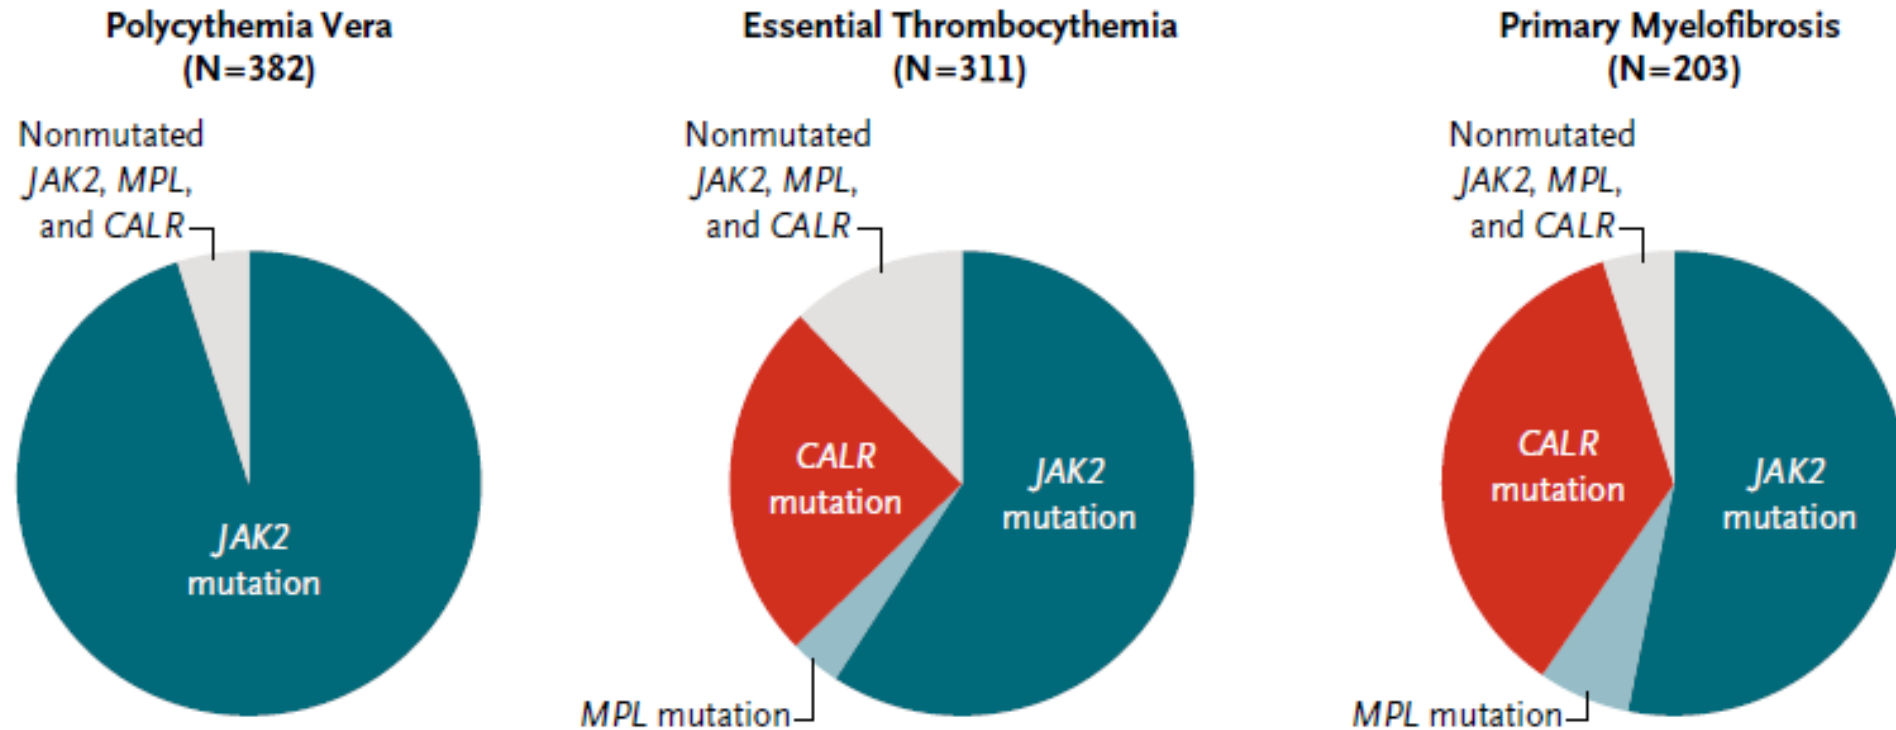 Polycythemia Vera
(N=382)
Nonmutated
JAK2, MPL,
and CALR
JAK2
mutation
Essential Thrombocythemia
(N=311)
Nonmutated
JAK2, MPL,
and CALR
CALR
mutation
JAK2
mutation
MPL mutation
Primary Myelofibrosis
(N=203)
Nonmutated
JAK2, MPL,
and CALR
CALR
mutation
JAK2
mutation
MPL mutation